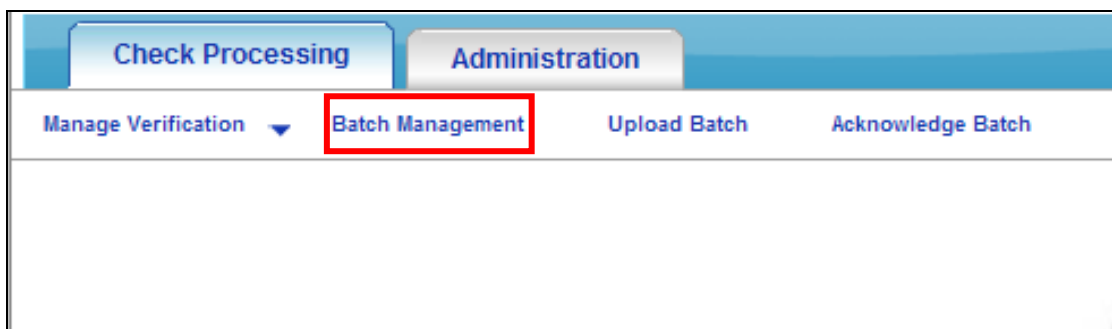 Check Processing Administration
Manage Verification Batch Management Upload Batch Acknowledge Batch